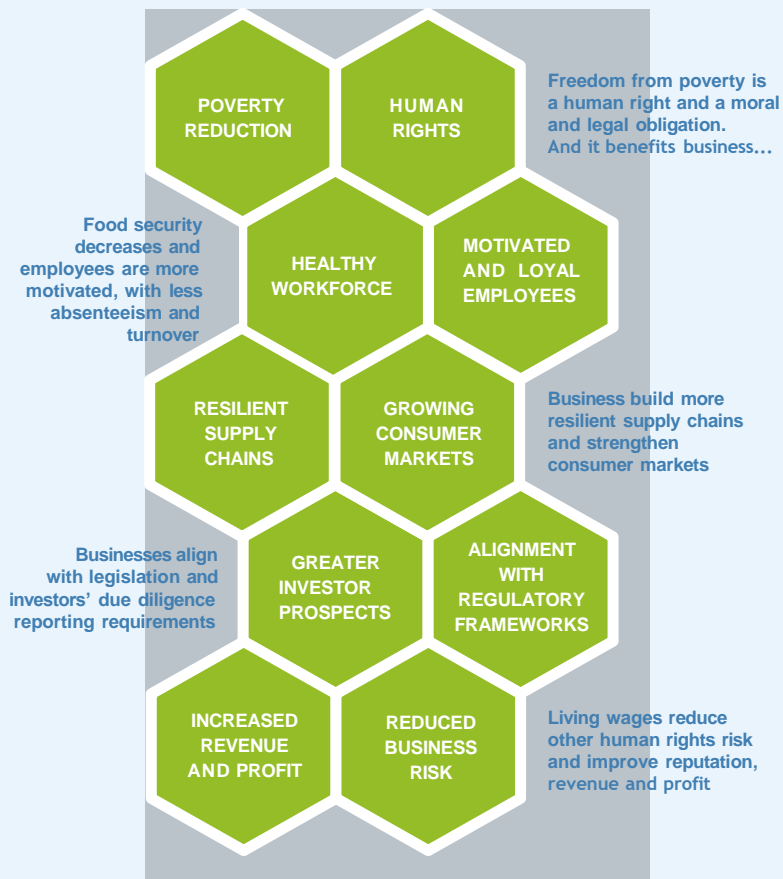 POVERTY
REDUCTION
HUMAN
RIGHTS
Freedom from poverty is
a human right and a moral
and legal obligation.
And it benefits business...
Food security
decreases and
employees are more
motivated, with less
absenteeism and
turnover
HEALTHY
WORKFORCE
MOTIVATED
AND LOYAL
EMPLOYEES
RESILIENT
SUPPLY
CHAINS
GROWING
CONSUMER
MARKETS
Business build more
resilient supply chains
and strengthen
consumer markets
Businesses align
with legislation and
investors’ due diligence
reporting requirements
GREATER
INVESTOR
PROSPECTS
ALIGNMENT
WITH
REGULATORY
FRAMEWORKS
INCREASED
REVENUE
AND PROFIT
REDUCED
BUSINESS
RISK
Living wages reduce
other human rights risk
and improve reputation,
revenue and profit